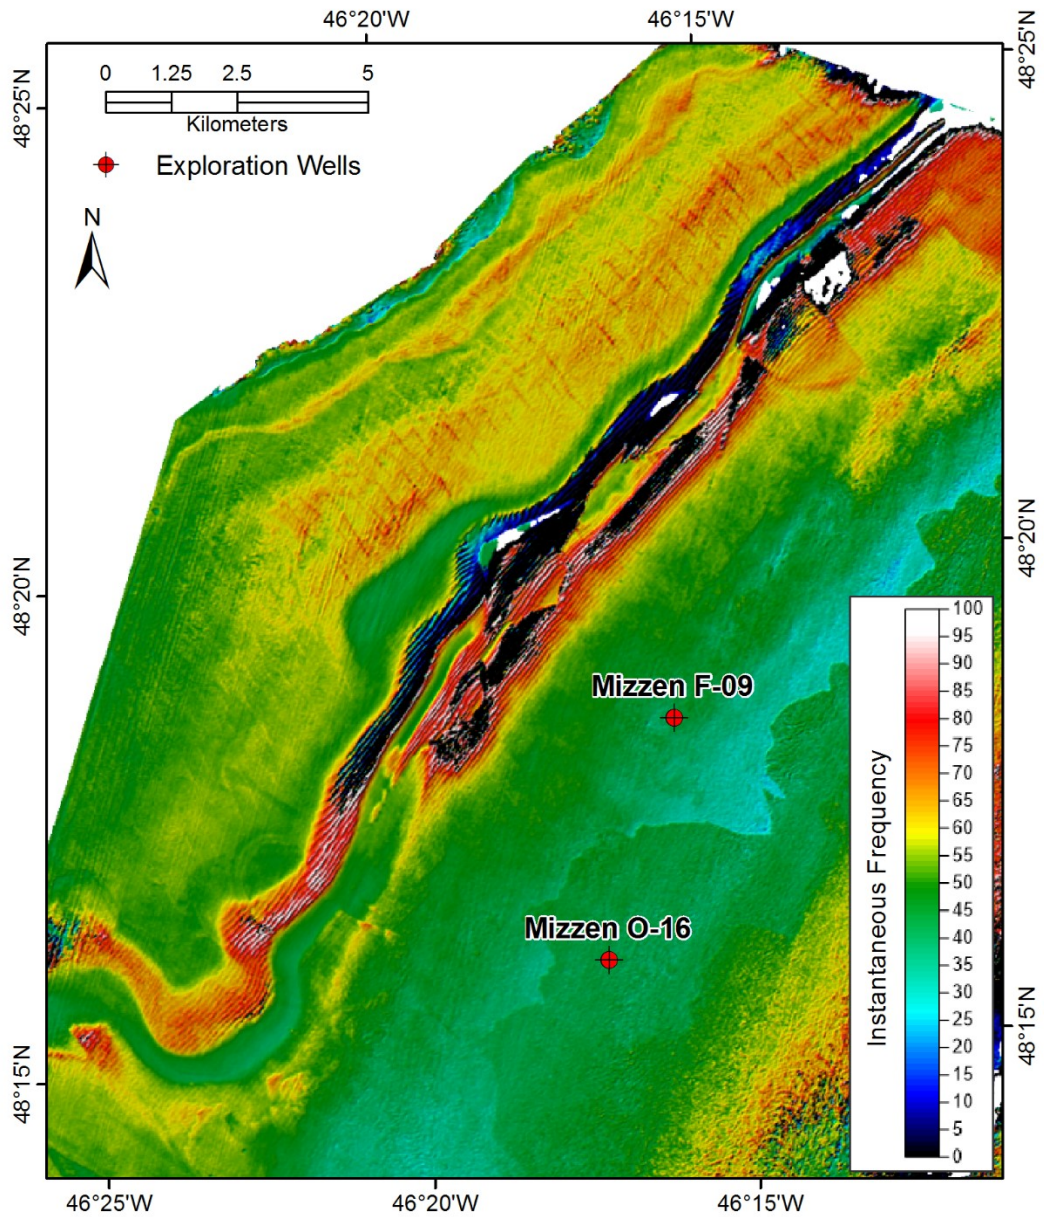 46°20'W 46°15'W
48°25'N
48°25'N
0 1.25 2.5 5
Kilometers
Exploration Wells
N
48°20'N
48°20'N
Mizzen F-09
Mizzen O-16
Instantaneous Frequency
100
95
90
85
80
75
70
65
60
55
50
45
40
35
30
25
20
15
10
5
0
48°15'N
48°15'N
46°25'W 46°20'W 46°15'W